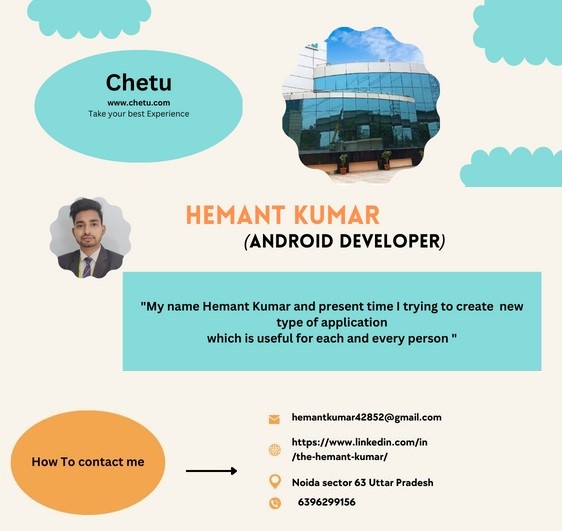 Chetu
www.chetu.com
Take your best Experience
HEMANT KUMAR
(ANDROID DEVELOPER)
"My name Hemant Kumar and present time I trying to create new
type of application
which is useful for each and every person "
How To contact me
hemantkumar42852@gmail.com
https://www.linkedin.com/in
/the-hemant-kumar/
Noida sector 63 Uttar Pradesh
6396299156